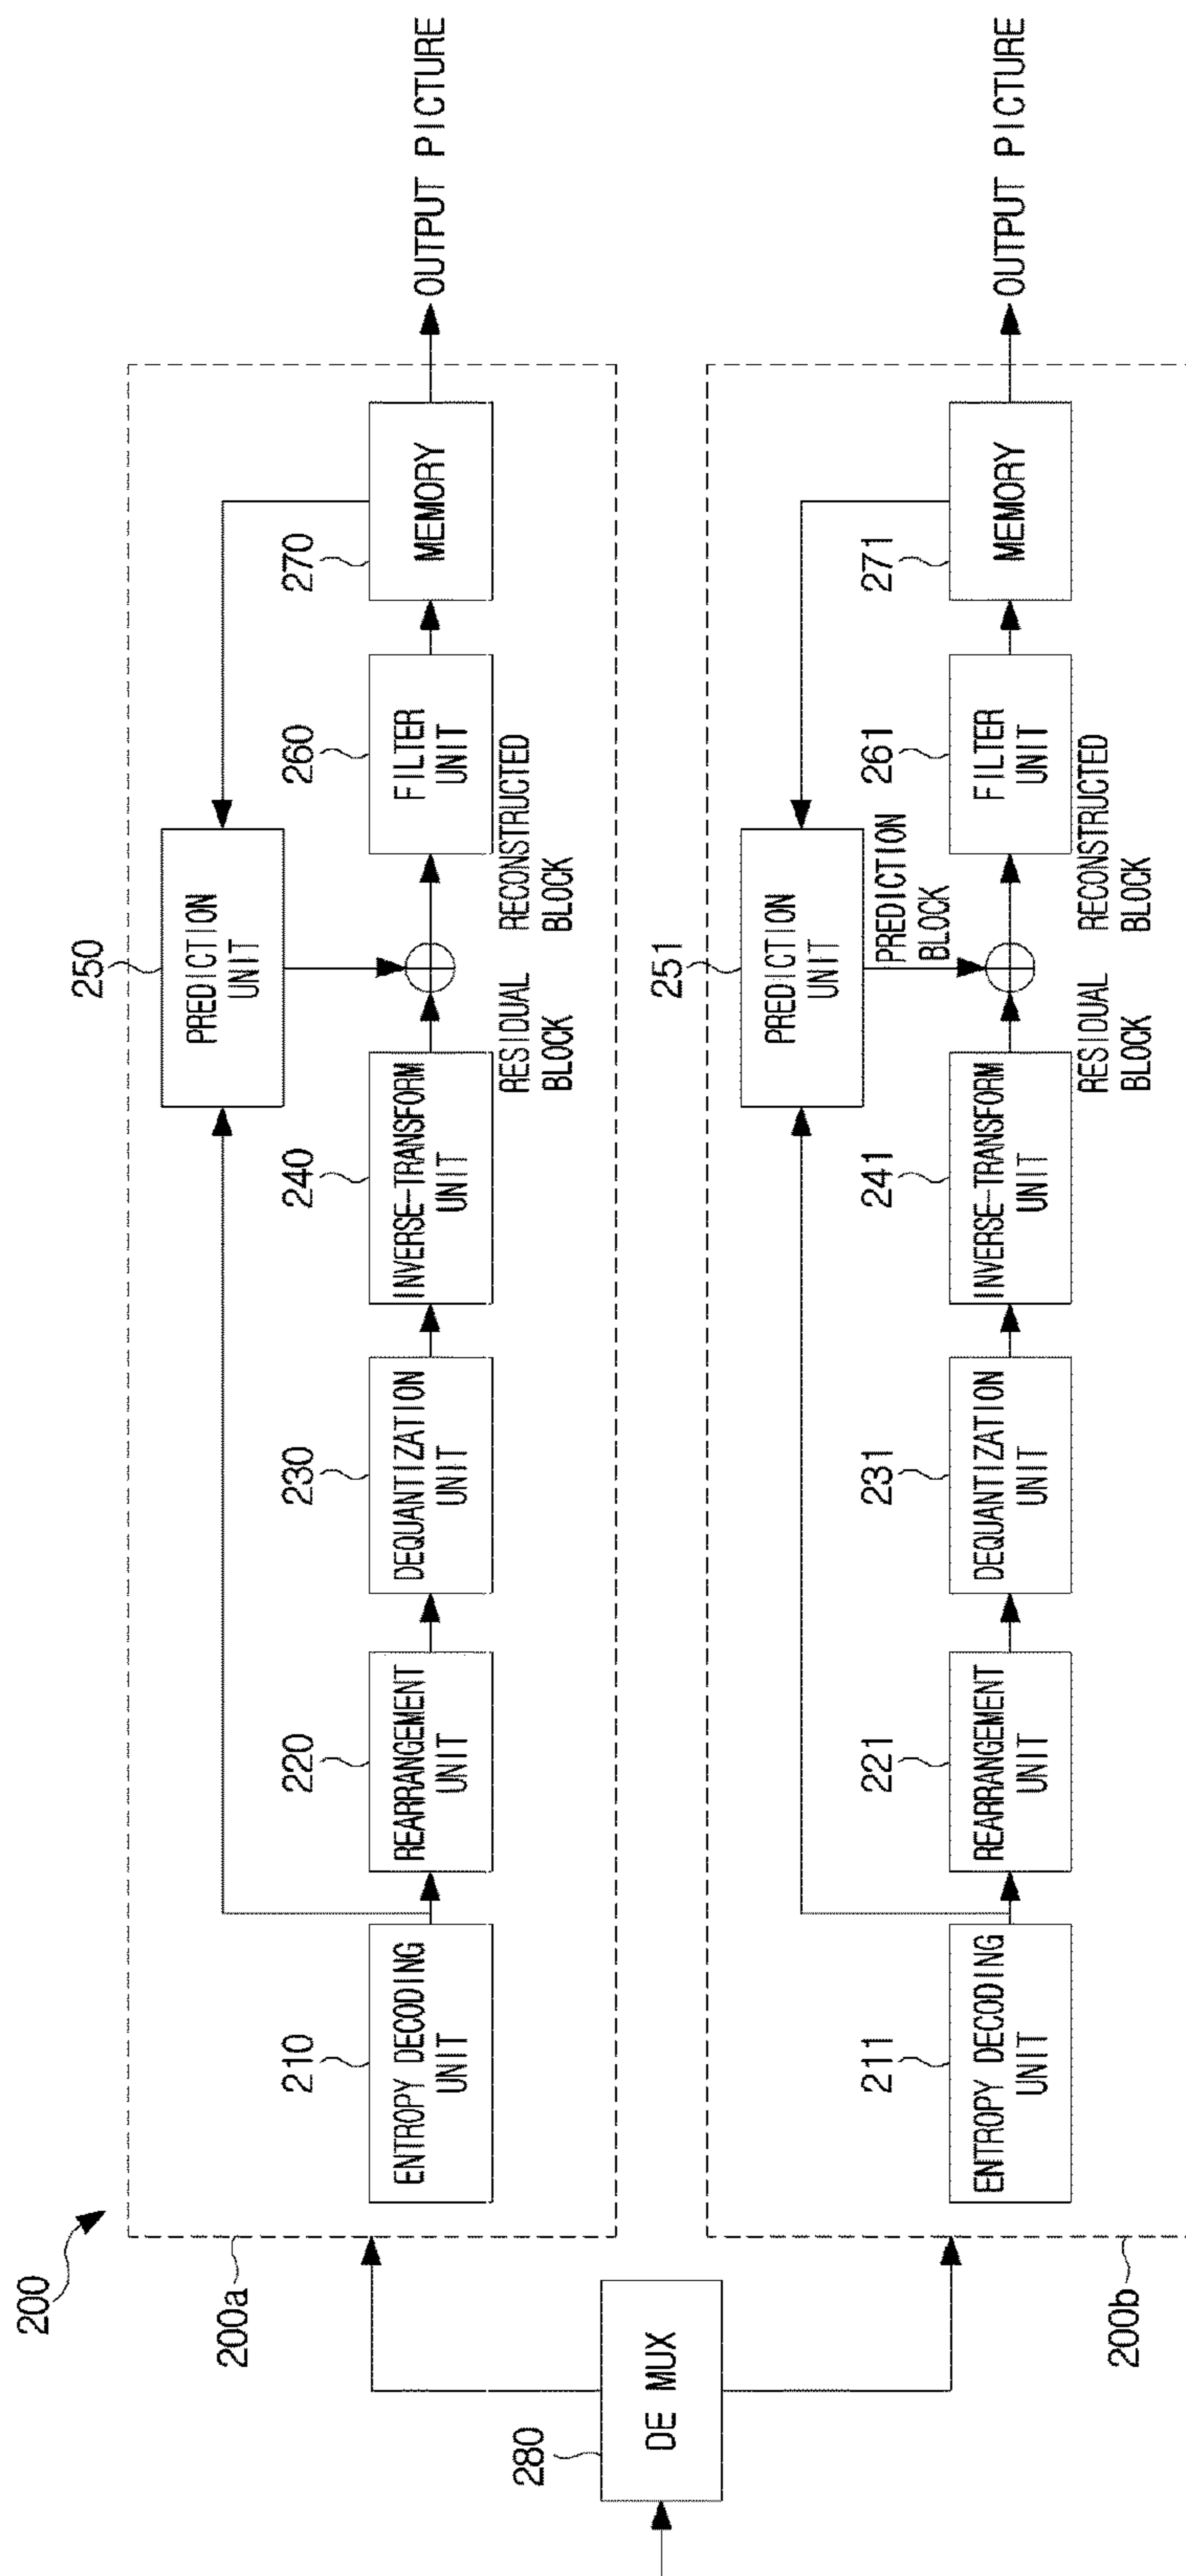 200
200a
250
PREDICTION
UNIT
210
220
230
240
260
270
ENTROPY DECODING
UNIT
REARRANGEMENT
UNIT
DEQUANTIZATION
UNIT
INVERSE-TRANSFORM
UNIT
FILTER
UNIT
MEMORY
OUTPUT PICTURE
RESIDUAL
BLOCK
RECONSTRUCTED
BLOCK
280
DE MUX
251
PREDICTION
UNIT
PREDICTION
BLOCK
211
221
231
241
261
271
ENTROPY DECODING
UNIT
REARRANGEMENT
UNIT
DEQUANTIZATION
UNIT
INVERSE-TRANSFORM
UNIT
FILTER
UNIT
MEMORY
OUTPUT PICTURE
RESIDUAL
BLOCK
RECONSTRUCTED
BLOCK
200b